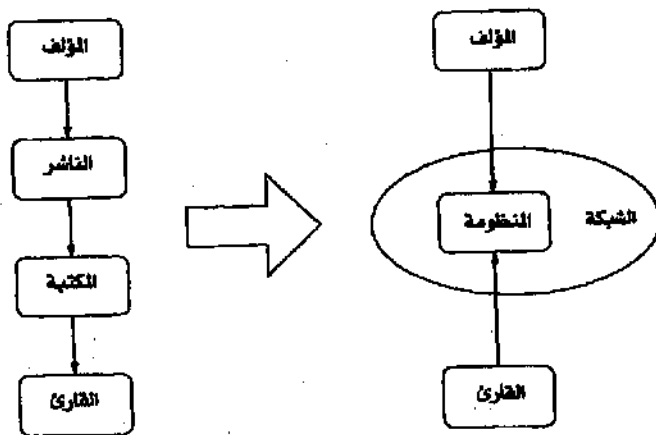 المؤلف
الناشر
المكتبة
القارئ
المؤلف
المنظومة
الشبكة
القارئ